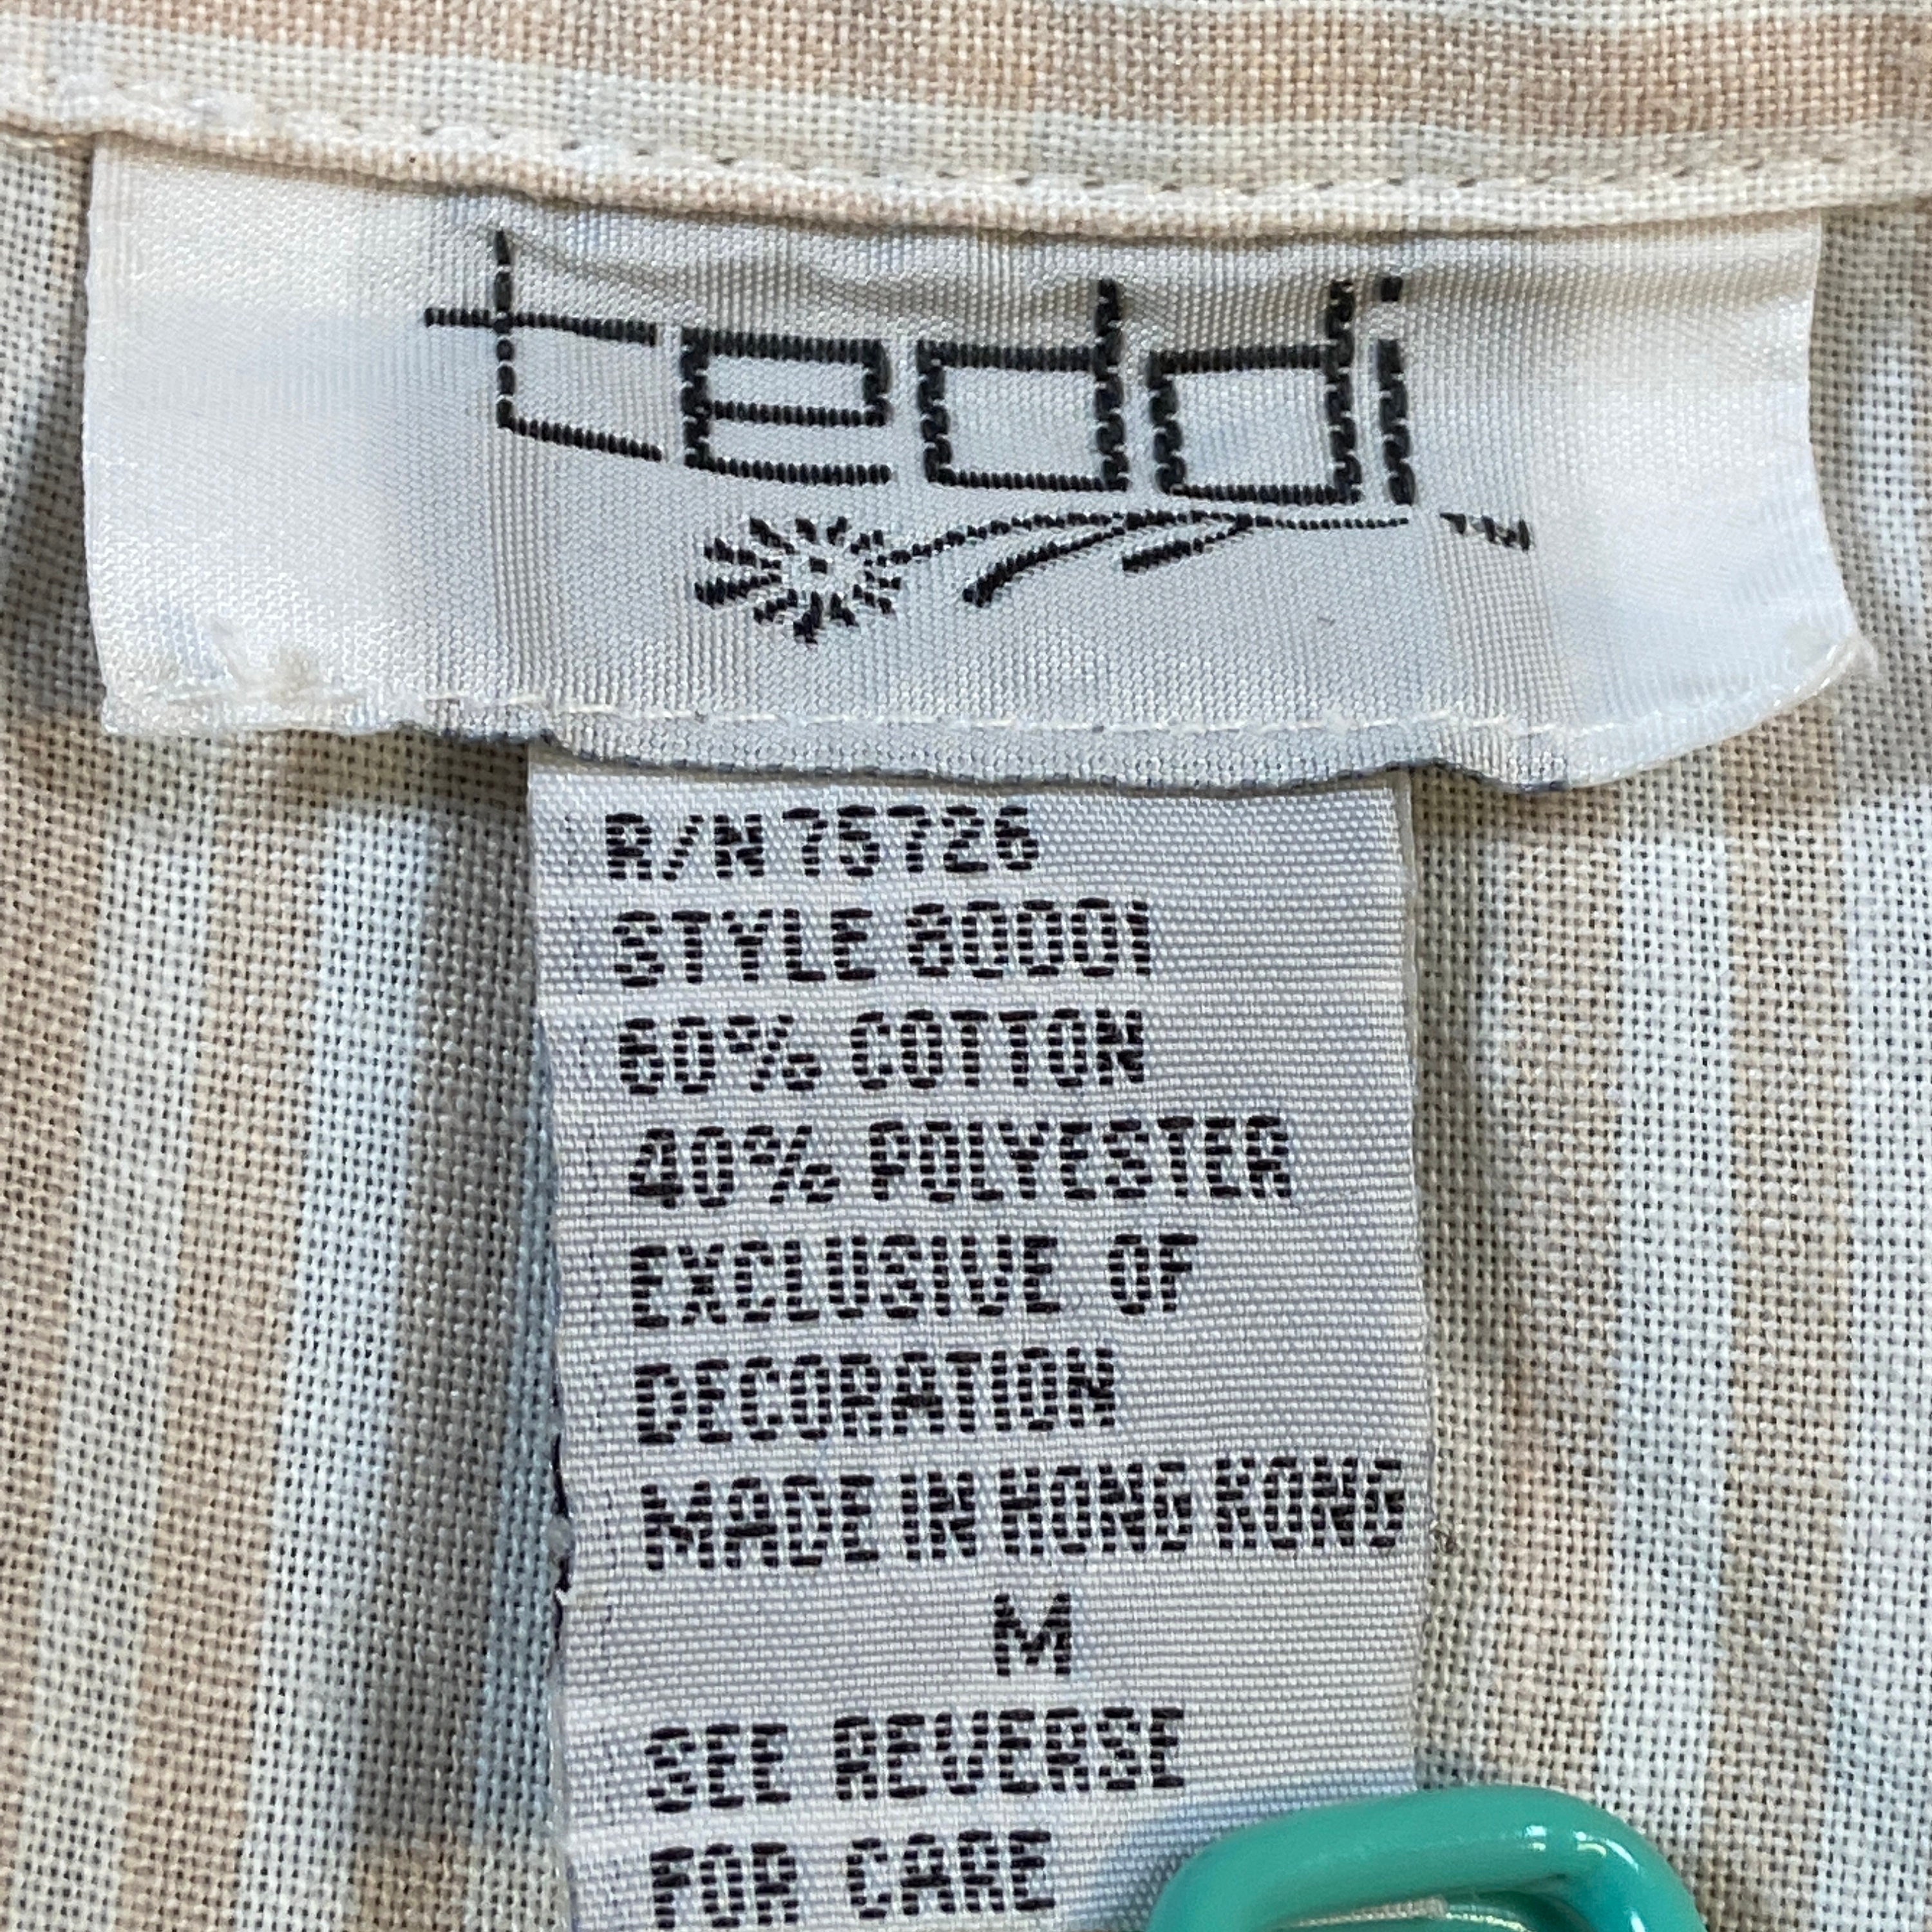 teddi TM
R/N 75726
STYLE 80001
60% COTTON
40% POLYESTER
EXCLUSIVE OF
DECORATION
MADE IN HONG KONG
M
SEE REVERSE
FOR CARE